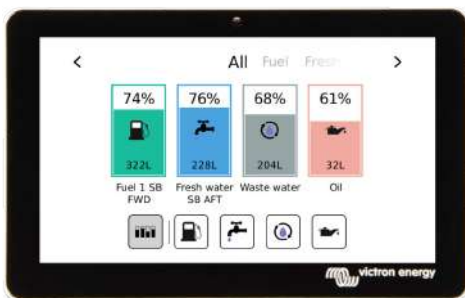 < All Fuel Fresh >
74% 76% 68% 61%
322L 228L 204L 32L
Fuel 1 SB Fresh water Waste water Oil
FWD SB AFT
victron energy